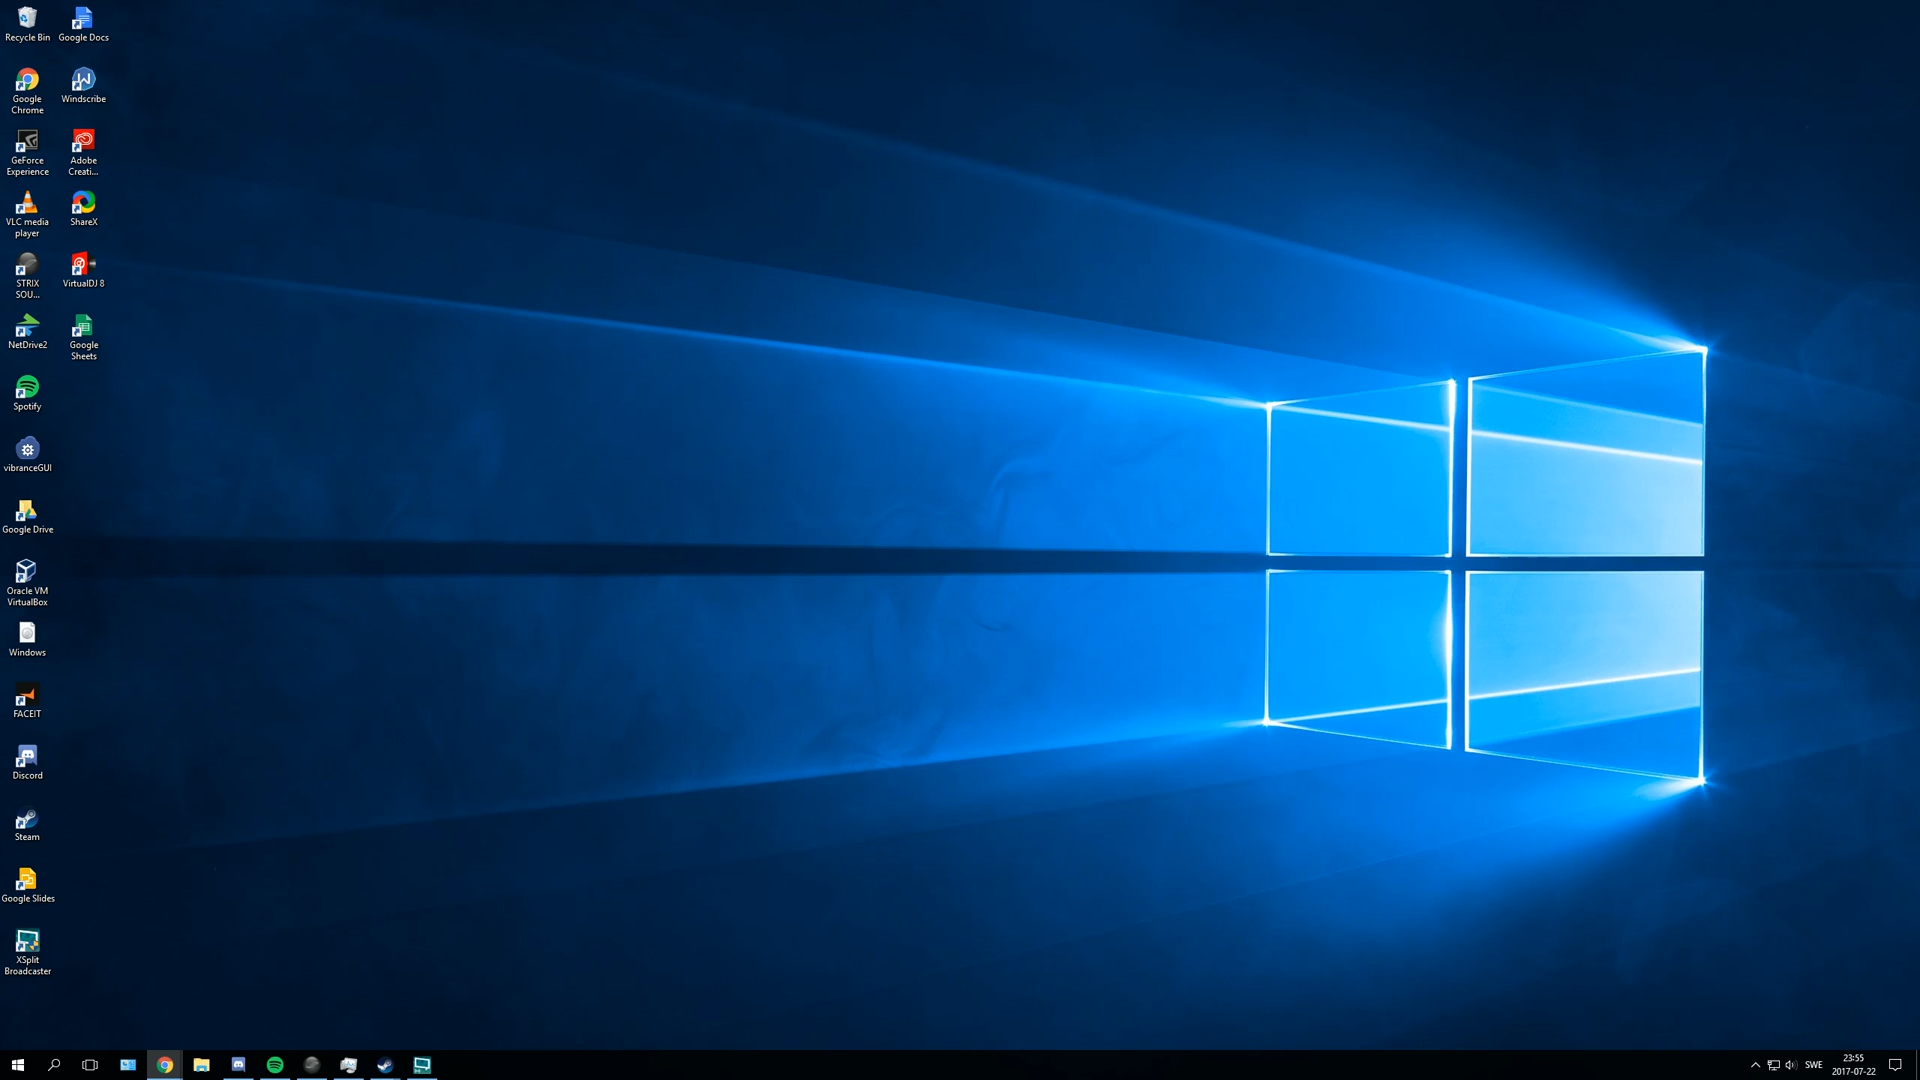 Recycle Bin
Google Docs
Google
Chrome
Windscribe
GeForce
Experience
Adobe
Creati...
VLC media
player
ShareX
STRIX
SOU...
VirtualDJ 8
NetDrive2
Google
Sheets
Spotify
vibranceGUI
Google Drive
Oracle VM
VirtualBox
Windows
FACEIT
Discord
Steam
Google Slides
XSplit
Broadcaster
SWE
23:55
2017-07-22